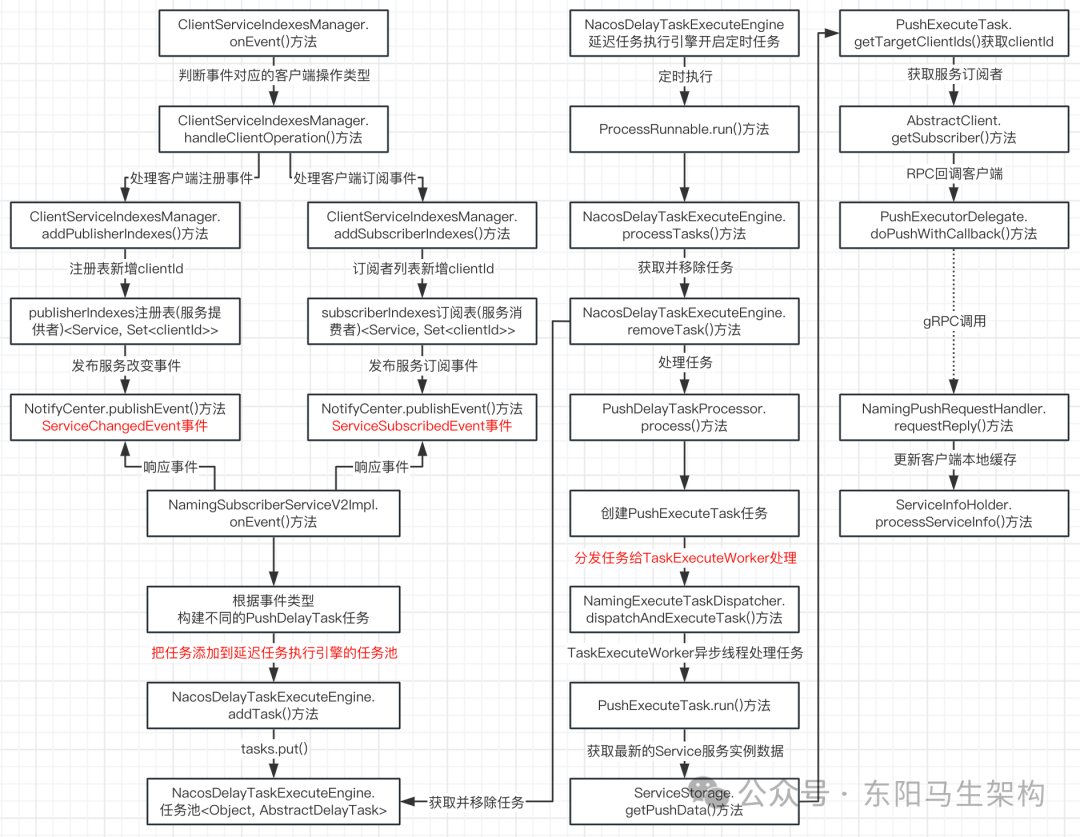 ClientServiceIndexesManager.
onEvent()方法
判断事件对应的客户端操作类型
ClientServiceIndexesManager.
handleClientOperation()方法
处理客户端注册事件
处理客户端订阅事件
ClientServiceIndexesManager.
addPublisherIndexes()方法
ClientServiceIndexesManager.
addSubscriberIndexes()方法
注册表新增clientId
订阅者列表新增clientId
publisherIndexes注册表(服务提
供者)<Service, Set<clientId>>
subscriberIndexes订阅表(服务消
费者)<Service, Set<clientId>>
发布服务改变事件
发布服务订阅事件
NotifyCenter.publishEvent()方法
ServiceChangedEvent事件
NotifyCenter.publishEvent()方法
ServiceSubscribedEvent事件
响应事件
响应事件
NamingSubscriberServiceV2Impl.
onEvent()方法
根据事件类型
构建不同的PushDelayTask任务
把任务添加到延迟任务执行引擎的任务池
NacosDelayTaskExecuteEngine.
addTask()方法
tasks.put()
NacosDelayTaskExecuteEngine.
任务池<Object, AbstractDelayTask>
获取并移除任务
NacosDelayTaskExecuteEngine
延迟任务执行引擎开启定时任务
定时执行
ProcessRunnable.run()方法
NacosDelayTaskExecuteEngine.
processTasks()方法
获取并移除任务
NacosDelayTaskExecuteEngine.
removeTask()方法
处理任务
PushDelayTaskProcessor.
process()方法
创建PushExecuteTask任务
分发任务给TaskExecuteWorker处理
NamingExecuteTaskDispatcher.
dispatchAndExecuteTask()方法
TaskExecuteWorker异步线程处理任务
PushExecuteTask.run()方法
获取最新的Service服务实例数据
ServiceStorage.
getPushData()方法
PushExecuteTask.
getTargetClientIds()获取clientId
获取服务订阅者
AbstractClient.
getSubscriber()方法
RPC回调客户端
PushExecutorDelegate.
doPushWithCallback()方法
gRPC调用
NamingPushRequestHandler.
requestReply()方法
更新客户端本地缓存
ServiceInfoHolder.
processServiceInfo()方法
公众号 · 东阳马生架构